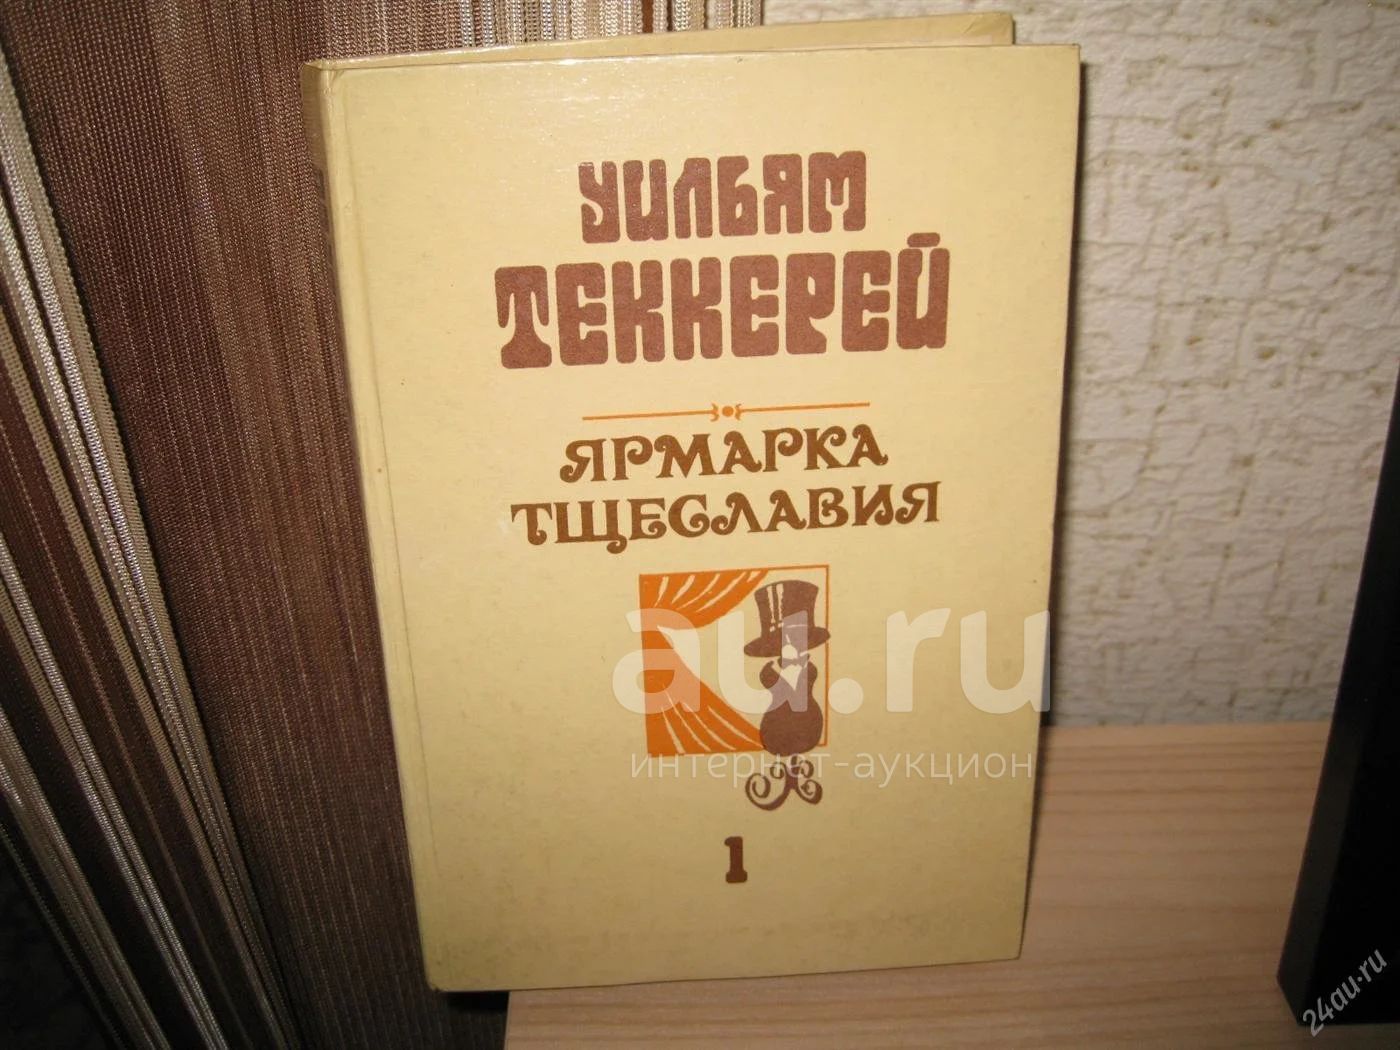 УИЛЬЯМ
ТЕККЕРЕЙ
ЯРМАРКА
ТЩЕСЛАВИЯ
au.ru
интернет-аукцион
1
24au.ru